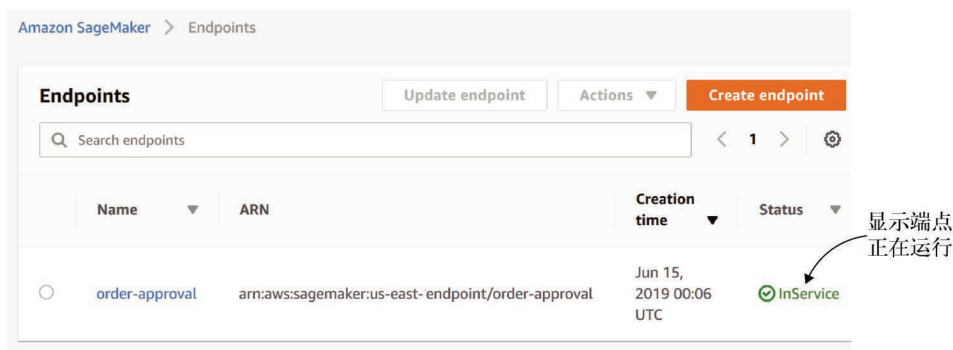 Amazon SageMaker > Endpoints
Endpoints
Update endpoint
Actions
Create endpoint
Search endpoints
< 1 >
Name
ARN
Creation
time
Status
order-approval
arn:aws:sagemaker:us-east- endpoint/order-approval
Jun 15,
2019 00:06
UTC
InService
显示端点
正在运行